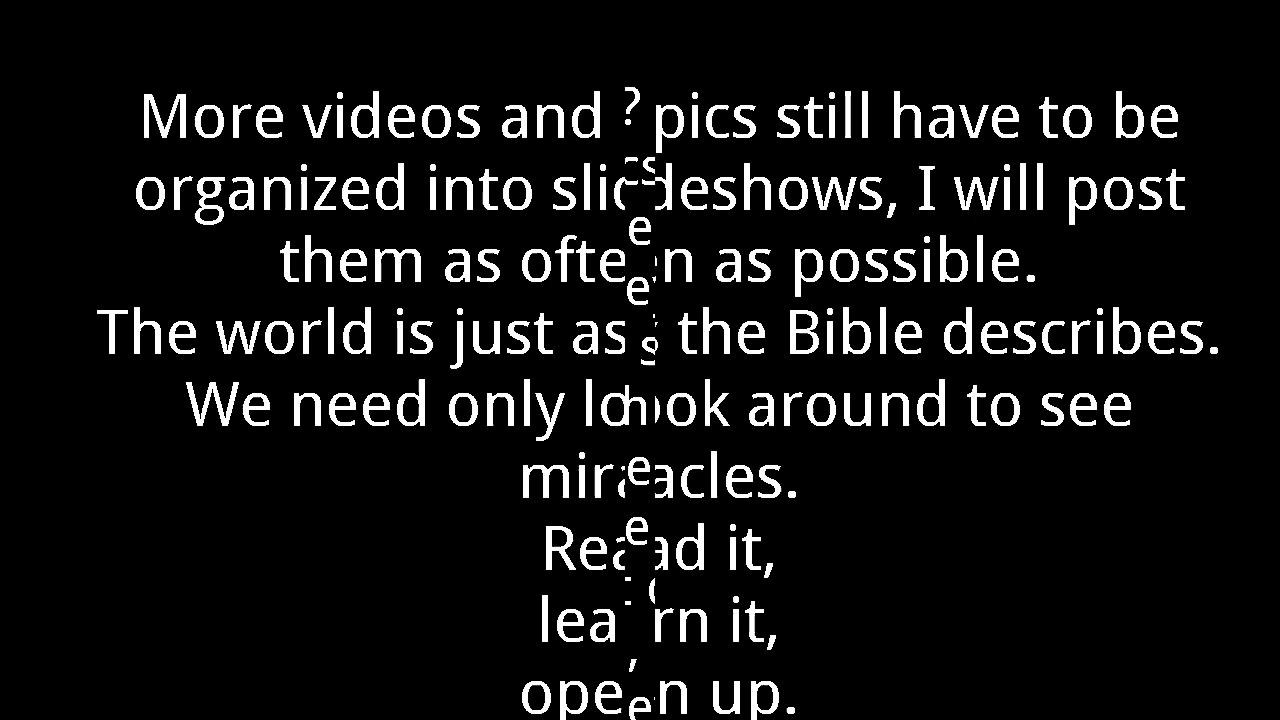 More videos and pics still have to be
organized into slideshows, I will post
them as often as possible.
The world is just as the Bible describes.
We need only look around to see
miracles.
Read it,
learn it,
open up.